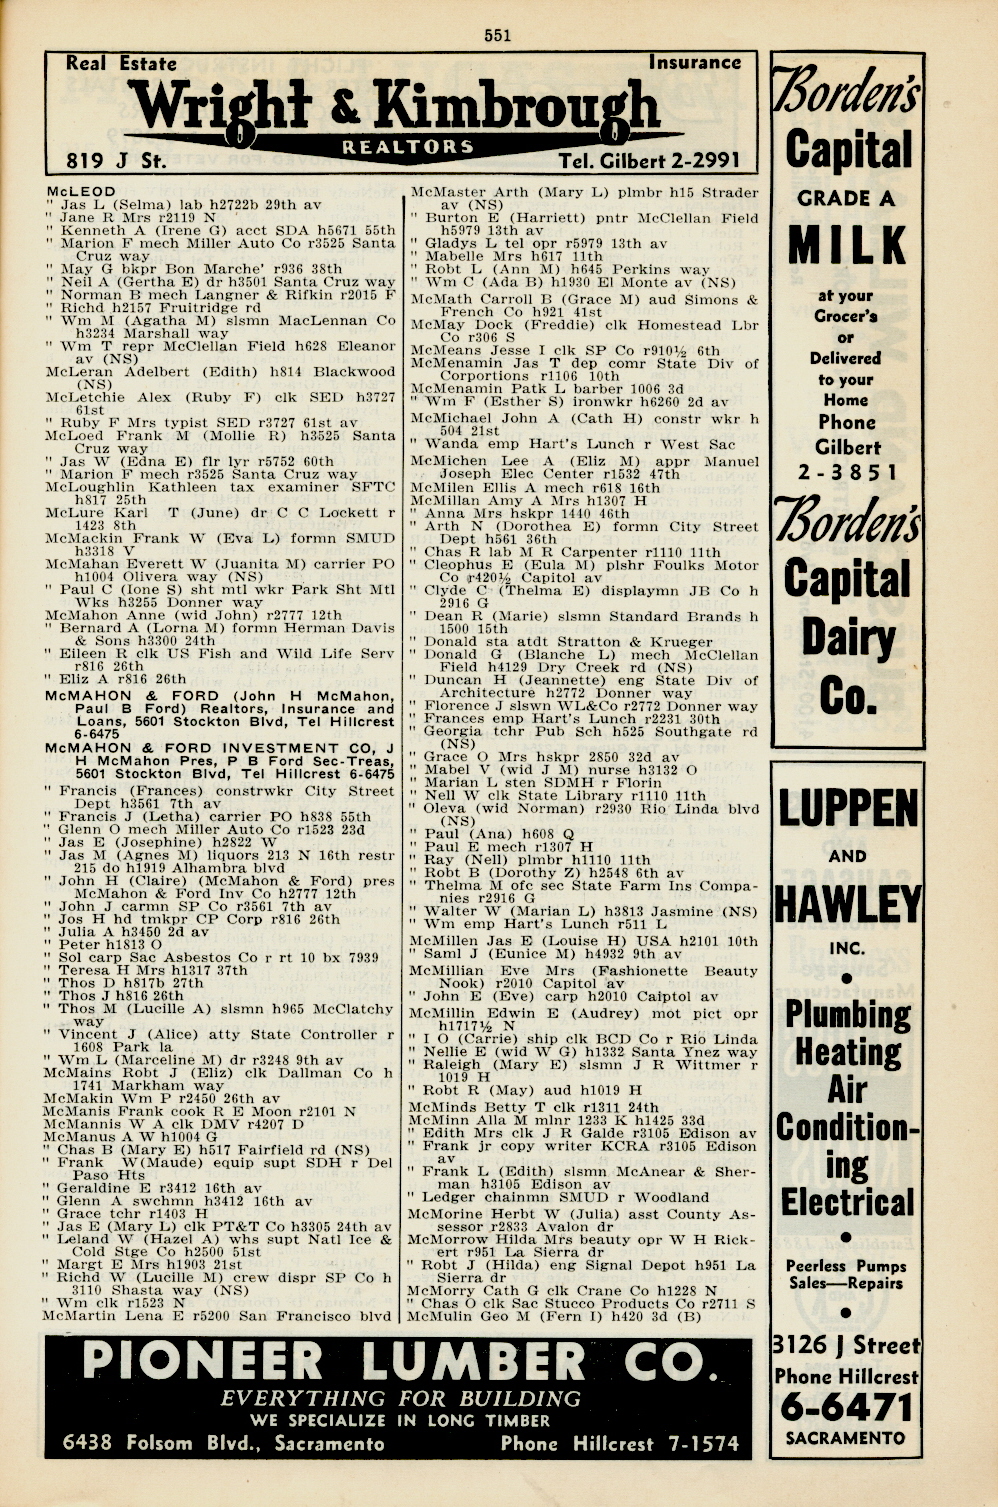 551
Real Estate
Insurance
Wright & Kimbrough
REALTORS
819 J St.
Tel. Gilbert 2-2991
McLEOD
" Jas L (Selma) lab h2722b 29th av
" Jane R Mrs r2119 N
" Kenneth A (Irene G) acct SDA h5671 55th
" Marion F mech Miller Auto Co r3525 Santa
Cruz way
" May G bkpr Bon Marche' r936 38th
" Neil A (Gertha E) dr h3501 Santa Cruz way
" Norman B mech Langner & Rifkin r2015 F
" Richd h2157 Fruitridge rd
" Wm M (Agatha M) slsmn MacLennan Co
h3234 Marshall way
" Wm T repr McClellan Field h628 Eleanor
av (NS)
McLeran Adelbert (Edith) h814 Blackwood
(NS)
McLetchie Alex (Ruby F) clk SED h3727
61st
" Ruby F Mrs typist SED r3727 61st av
McLoed Frank M (Mollie R) h3525 Santa
Cruz way
" Jas W (Edna E) flr lyr r5752 60th
" Marion F mech r3525 Santa Cruz way
McLoughlin Kathleen tax examiner SFTC
h817 25th
McLure Karl T (June) dr C C Lockett r
1423 8th
McMackin Frank W (Eva L) formn SMUD
h3318 V
McMahan Everett W (Juanita M) carrier PO
h1004 Olivera way (NS)
" Paul C (Ione S) sht mtl wkr Park Sht Mtl
Wks h3255 Donner way
McMahon Anne (wid John) r2777 12th
" Bernard A (Lorna M) formn Herman Davis
& Sons h3300 24th
" Eileen R clk US Fish and Wild Life Serv
r816 26th
" Eliz A r816 26th
McMAHON & FORD (John H McMahon,
Paul B Ford) Realtors, Insurance and
Loans, 5601 Stockton Blvd, Tel Hillcrest
6-6475
McMAHON & FORD INVESTMENT CO, J
H McMahon Pres, P B Ford Sec-Treas,
5601 Stockton Blvd, Tel Hillcrest 6-6475
" Francis (Frances) constrwkr City Street
Dept h3561 7th av
" Francis J (Letha) carrier PO h838 55th
" Glenn O mech Miller Auto Co r1523 23d
" Jas E (Josephine) h2822 W
" Jas M (Agnes M) liquors 213 N 16th restr
215 do h1919 Alhambra blvd
" John H (Claire) (McMahon & Ford) pres
McMahon & Ford Inv Co h2777 12th
" John J carmn SP Co r3561 7th av
" Jos H hd tmkpr CP Corp r816 26th
" Julia A h3450 2d av
" Peter h1813 O
" Sol carp Sac Asbestos Co r rt 10 bx 7939
" Teresa H Mrs h1317 37th
" Thos D h817b 27th
" Thos J h816 26th
" Thos M (Lucille A) slsmn h965 McClatchy
way
" Vincent J (Alice) atty State Controller r
1608 Park la
" Wm L (Marceline M) dr r3248 9th av
McMains Robt J (Eliz) clk Dallman Co h
1741 Markham way
McMakin Wm P r2450 26th av
McManis Frank cook R E Moon r2101 N
McMannis W A clk DMV r4207 D
McManus A W h1004 G
" Chas B (Mary E) h517 Fairfield rd (NS)
" Frank W(Maude) equip supt SDH r Del
Paso Hts
" Geraldine E r3412 16th av
" Glenn A swchmn h3412 16th av
" Grace tchr r1403 H
" Jas E (Mary L) clk PT&T Co h3305 24th av
" Leland W (Hazel A) whs supt Natl Ice &
Cold Stge Co h2500 51st
" Margt E Mrs h1903 21st
" Richd W (Lucille M) crew dispr SP Co h
3110 Shasta way (NS)
" Wm clk r1523 N
McMartin Lena E r5200 San Francisco blvd
McMaster Arth (Mary L) plmbr h15 Strader
av (NS)
" Burton E (Harriett) pntr McClellan Field
h5979 13th av
" Gladys L tel opr r5979 13th av
" Mabelle Mrs h617 11th
" Robt L (Ann M) h645 Perkins way
" Wm C (Ada B) h1930 El Monte av (NS)
McMath Carroll B (Grace M) aud Simons &
French Co h921 41st
McMay Dock (Freddie) clk Homestead Lbr
Co r306 S
McMeans Jesse I clk SP Co r910½ 6th
McMenamin Jas T dep comr State Div of
Corportions r1106 10th
McMenamin Patk L barber 1006 3d
" Wm F (Esther S) ironwkr h6260 2d av
McMichael John A (Cath H) constr wkr h
504 21st
" Wanda emp Hart's Lunch r West Sac
McMichen Lee A (Eliz M) appr Manuel
Joseph Elec Center r1532 47th
McMilen Ellis A mech r618 16th
McMillan Amy A Mrs h1307 H
" Anna Mrs hskpr 1440 46th
" Arth N (Dorothea E) formn City Street
Dept h561 36th
" Chas R lab M R Carpenter r1110 11th
" Cleophus E (Eula M) plshr Foulks Motor
Co r420½ Capitol av
" Clyde C (Thelma E) displaymn JB Co h
2916 G
" Dean R (Marie) slsmn Standard Brands h
1500 15th
" Donald sta atdt Stratton & Krueger
" Donald G (Blanche L) mech McClellan
Field h4129 Dry Creek rd (NS)
" Duncan H (Jeannette) eng State Div of
Architecture h2772 Donner way
" Florence J slswn WL&Co r2772 Donner way
" Frances emp Hart's Lunch r2231 30th
" Georgia tchr Pub Sch h525 Southgate rd
(NS)
" Grace O Mrs hskpr 2850 32d av
" Mabel V (wid J M) nurse h3132 O
" Marian L sten SDMH r Florin
" Nell W clk State Library r1110 11th
" Oleva (wid Norman) r2930 Rio Linda blvd
(NS)
" Paul (Ana) h608 Q
" Paul E mech r1307 H
" Ray (Nell) plmbr h1110 11th
" Robt B (Dorothy Z) h2548 6th av
" Thelma M ofc sec State Farm Ins Compa-
nies r2916 G
" Walter W (Marian L) h3813 Jasmine (NS)
" Wm emp Hart's Lunch r511 L
McMillen Jas E (Louise H) USA h2101 10th
" Saml J (Eunice M) h4932 9th av
McMillian Eve Mrs (Fashionette Beauty
Nook) r2010 Capitol av
" John E (Eve) carp h2010 Caiptol av
McMillin Edwin E (Audrey) mot pict opr
h1717½ N
" I O (Carrie) ship clk BCD Co r Rio Linda
" Nellie E (wid W G) h1332 Santa Ynez way
" Raleigh (Mary E) slsmn J R Wittmer r
1019 H
" Robt R (May) aud h1019 H
McMinds Betty T clk r1311 24th
McMinn Alla M mlnr 1233 K h1425 33d
" Edith Mrs clk J R Galde r3105 Edison av
" Frank jr copy writer KCRA r3105 Edison
av
" Frank L (Edith) slsmn McAnear & Sher-
man h3105 Edison av
" Ledger chainmn SMUD r Woodland
McMorine Herbt W (Julia) asst County As-
sessor r2833 Avalon dr
McMorrow Hilda Mrs beauty opr W H Rick-
ert r951 La Sierra dr
" Robt J (Hilda) eng Signal Depot h951 La
Sierra dr
McMorry Cath G clk Crane Co h1228 N
" Chas O clk Sac Stucco Products Co r2711 S
McMulin Geo M (Fern I) h420 3d (B)
Borden's
Capital
GRADE A
MILK
at your
Grocer's
or
Delivered
to your
Home
Phone
Gilbert
2-3851
Borden's
Capital
Dairy
Co.
LUPPEN
AND
HAWLEY
INC.
•
Plumbing
Heating
Air
Condition-
ing
Electrical
•
Peerless Pumps
Sales—Repairs
•
3126 J Street
Phone Hillcrest
6-6471
SACRAMENTO
PIONEER LUMBER CO.
EVERYTHING FOR BUILDING
WE SPECIALIZE IN LONG TIMBER
6438 Folsom Blvd., Sacramento
Phone Hillcrest 7-1574